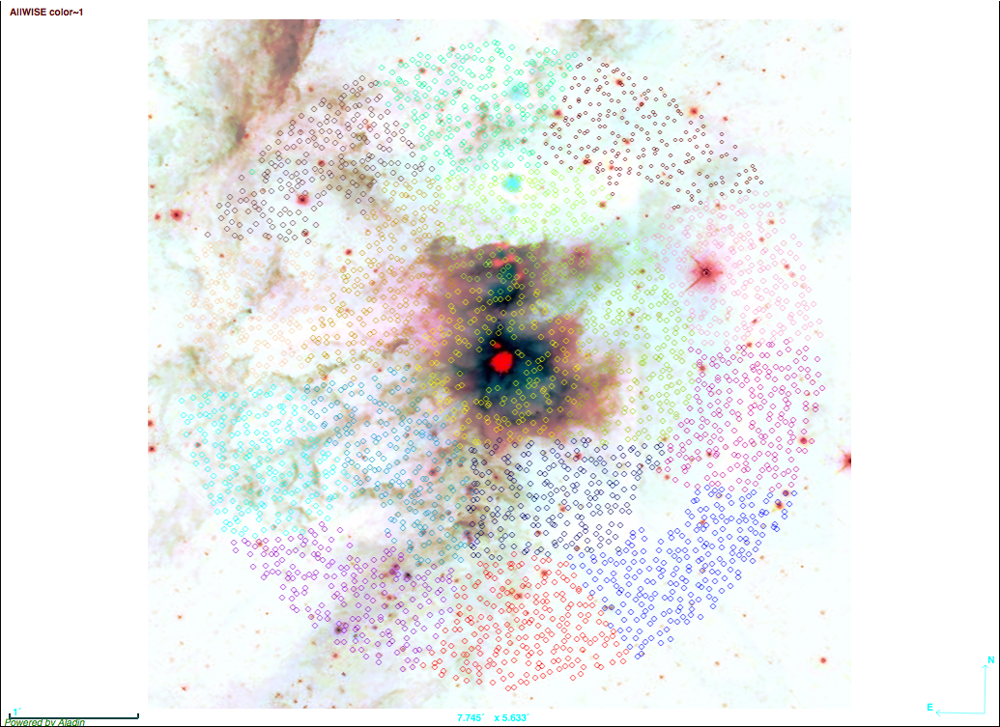 AllWISE color~1
N
1'
7.745' x 5.633'
E
Powered by Aladin